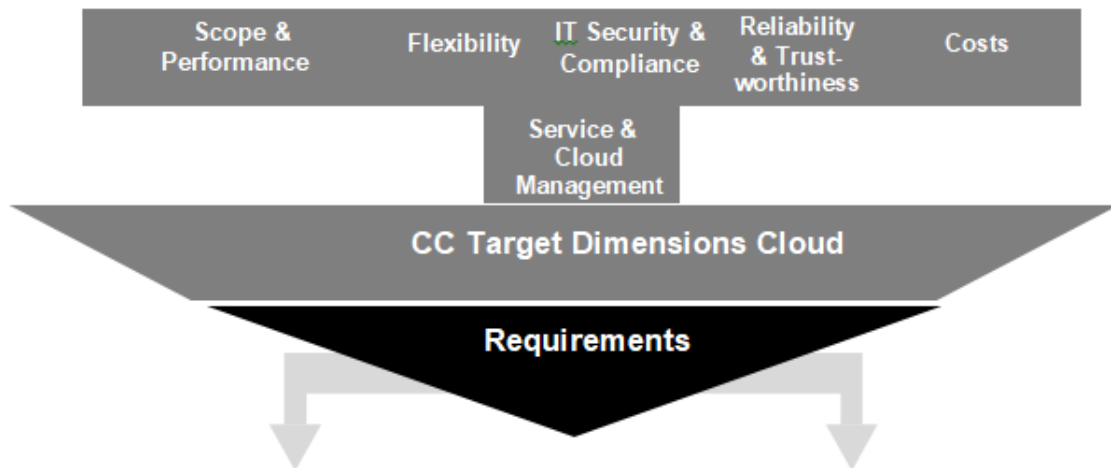 Scope &
Performance
Flexibility
IT Security &
Compliance
Reliability
& Trust-
worthiness
Costs
Service &
Cloud
Management
CC Target Dimensions Cloud
Requirements